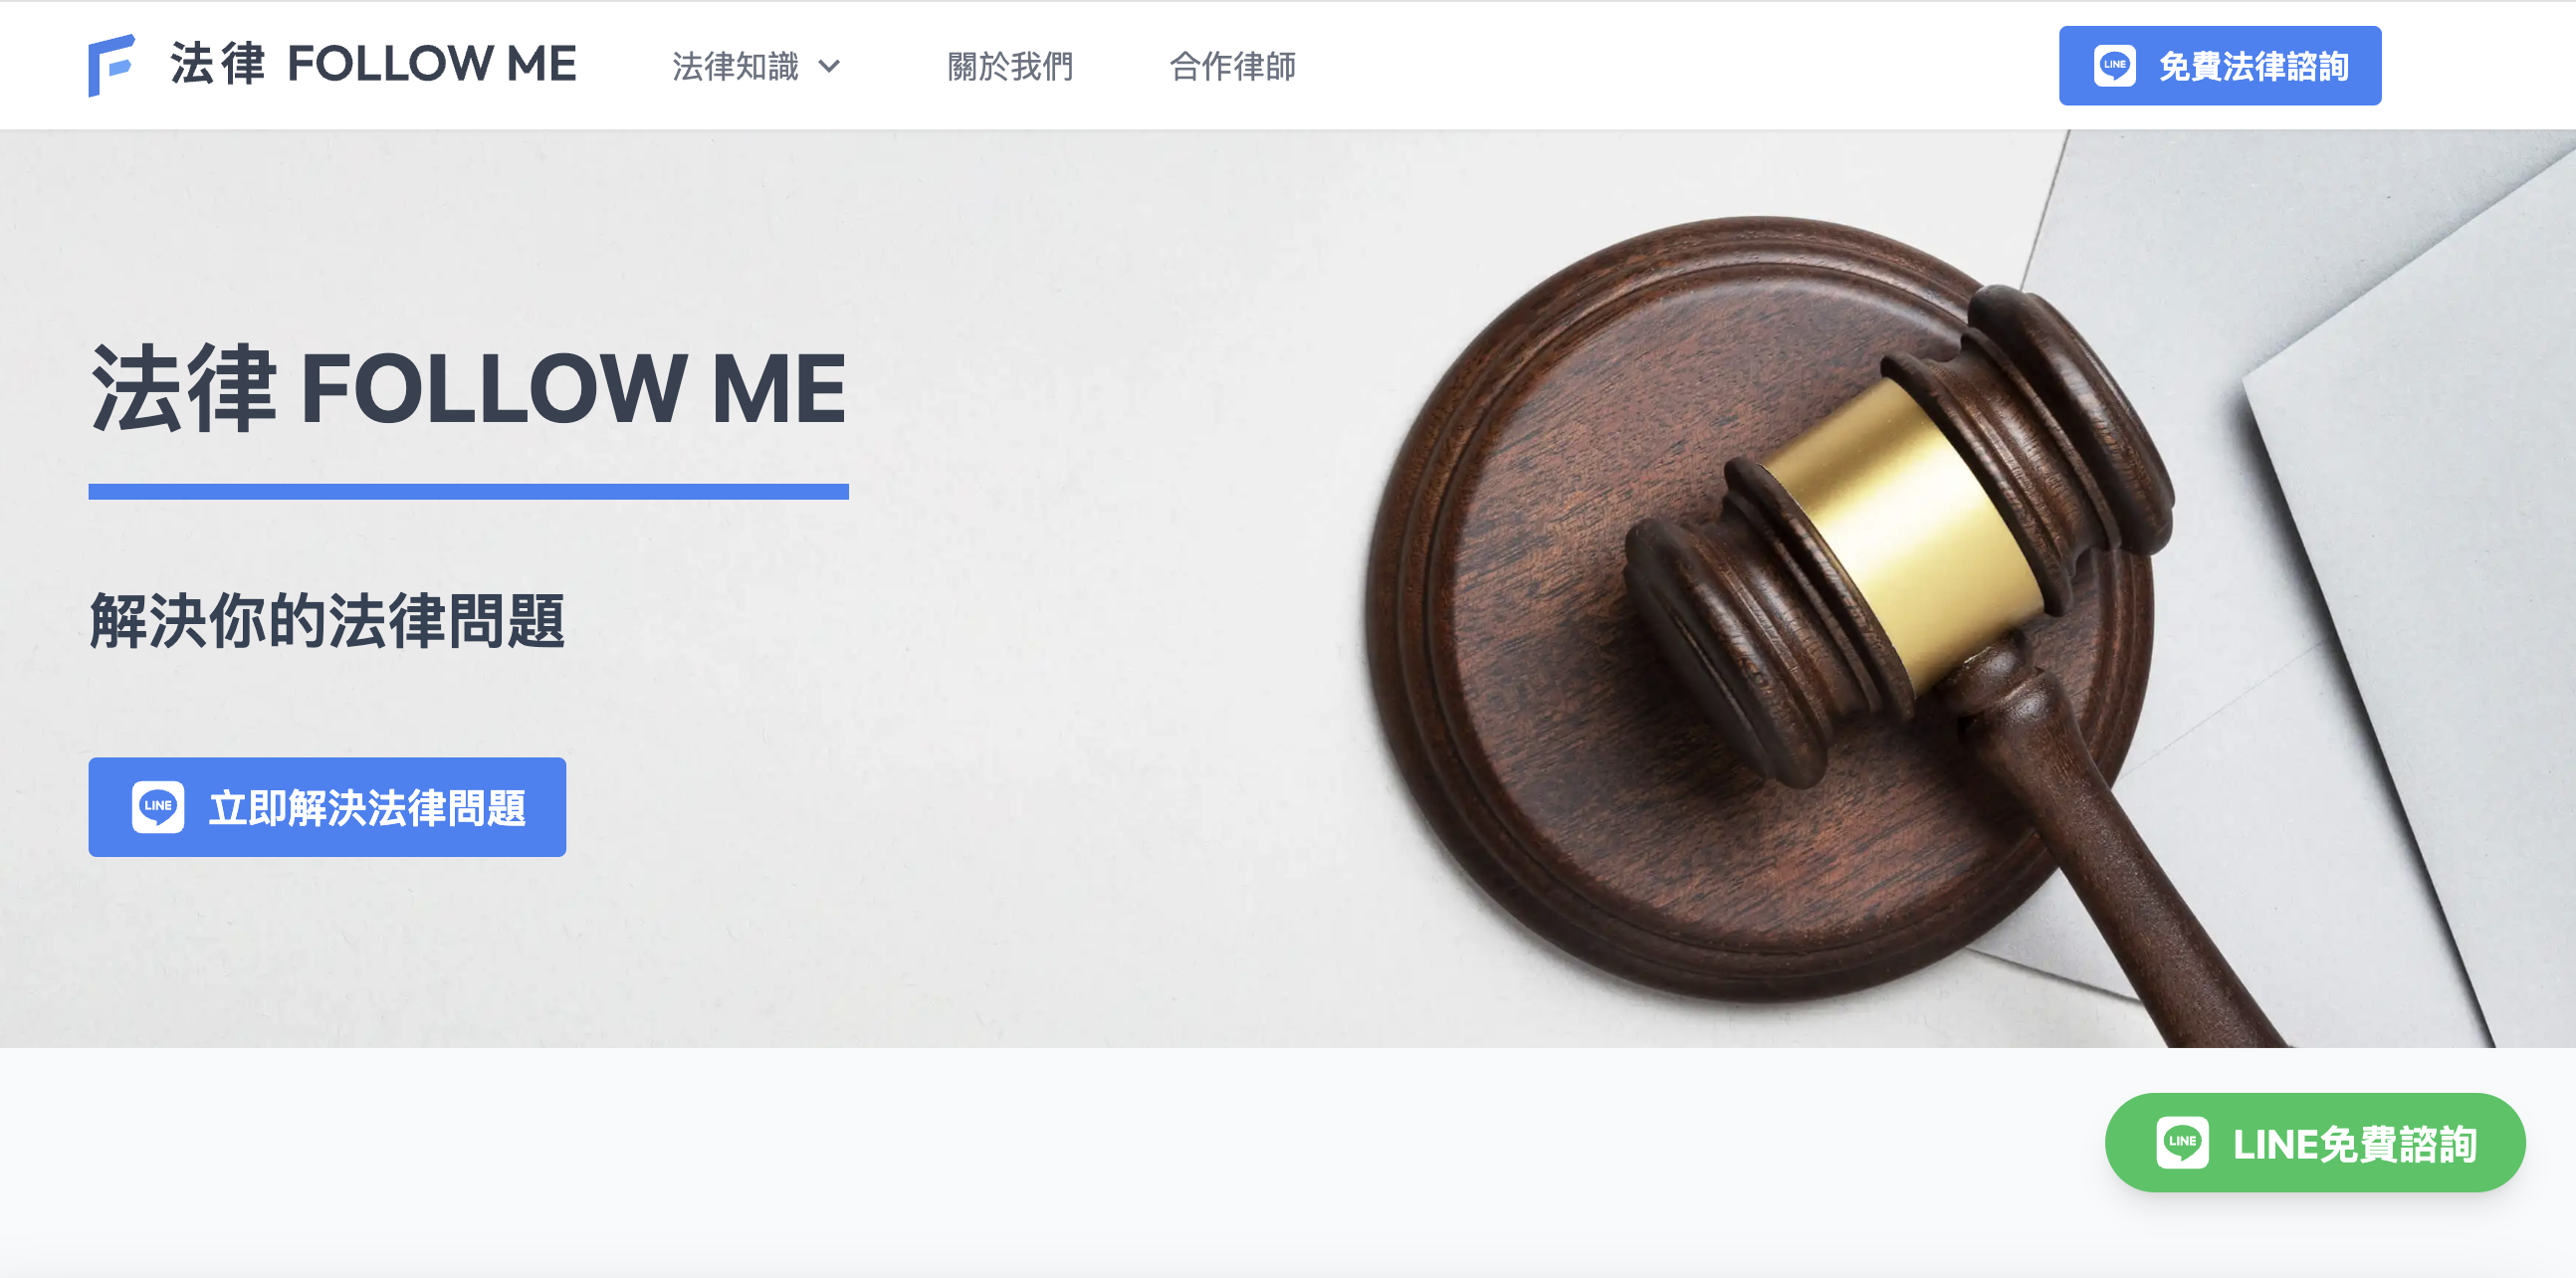 法律 FOLLOW ME
法律知識
關於我們
合作律師
LINE 免費法律諮詢
法律 FOLLOW ME
解決你的法律問題
LINE 立即解決法律問題
LINE LINE免費諮詢